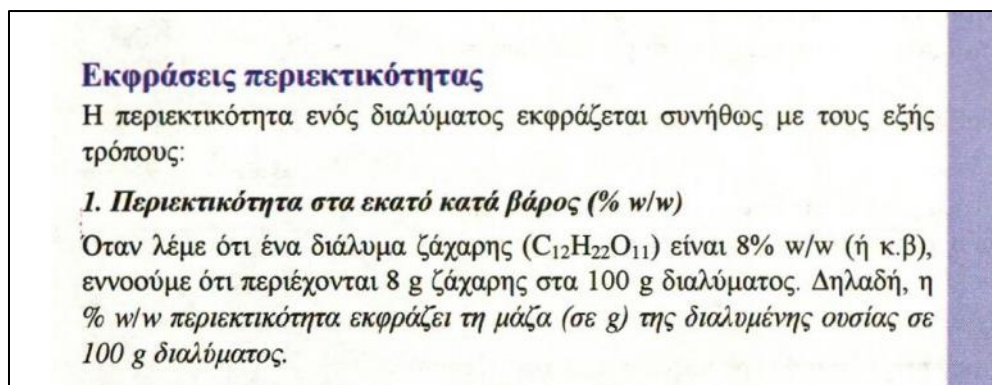 Εκφράσεις περιεκτικότητας
Η περιεκτικότητα ενός διαλύματος εκφράζεται συνήθως με τους εξής
τρόπους:
1. Περιεκτικότητα στα εκατό κατά βάρος (% w/w)
Όταν λέμε ότι ένα διάλυμα ζάχαρης (C₁₂H₂₂O₁₁) είναι 8% w/w (ή κ.β),
εννοούμε ότι περιέχονται 8 g ζάχαρης στα 100 g διαλύματος. Δηλαδή, η
% w/w περιεκτικότητα εκφράζει τη μάζα (σε g) της διαλυμένης ουσίας σε
100 g διαλύματος.